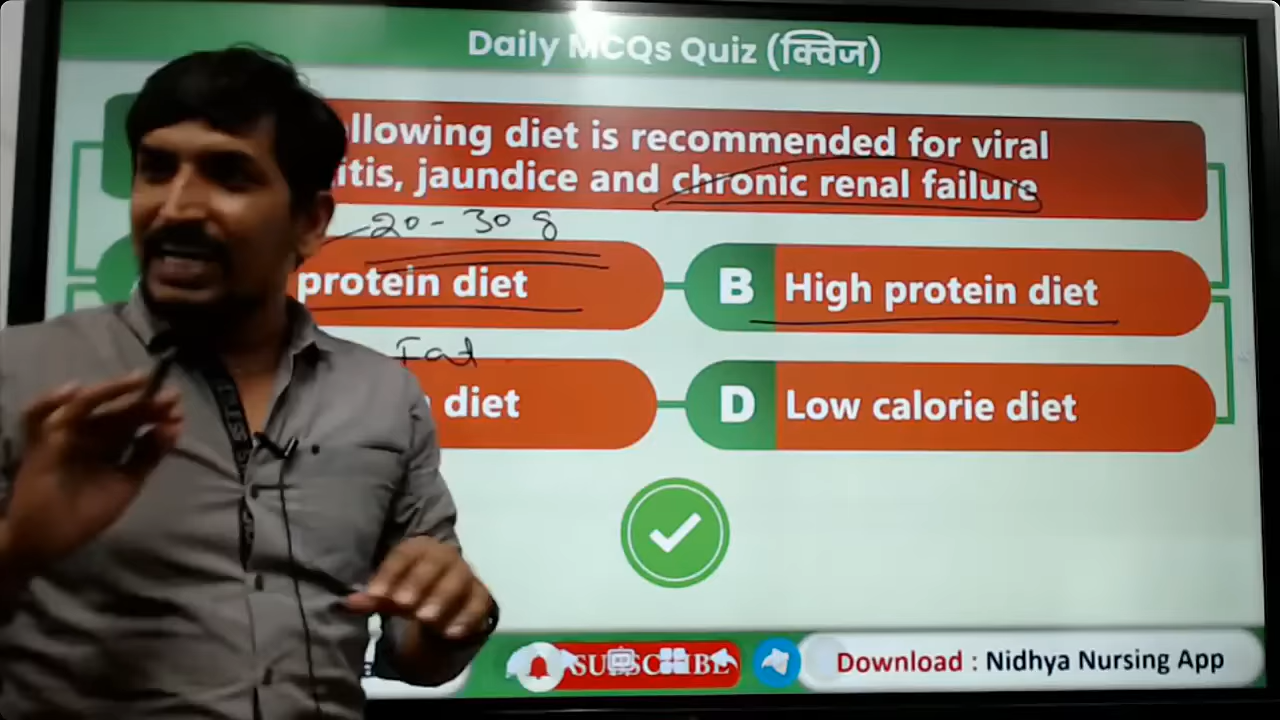 Daily MCQs Quiz (क्विज)
llowing diet is recommended for viral
itis, jaundice and chronic renal failure
20-30 g
protein diet
B High protein diet
Fat
diet
D Low calorie diet
SUBSCRIBE
Download : Nidhya Nursing App